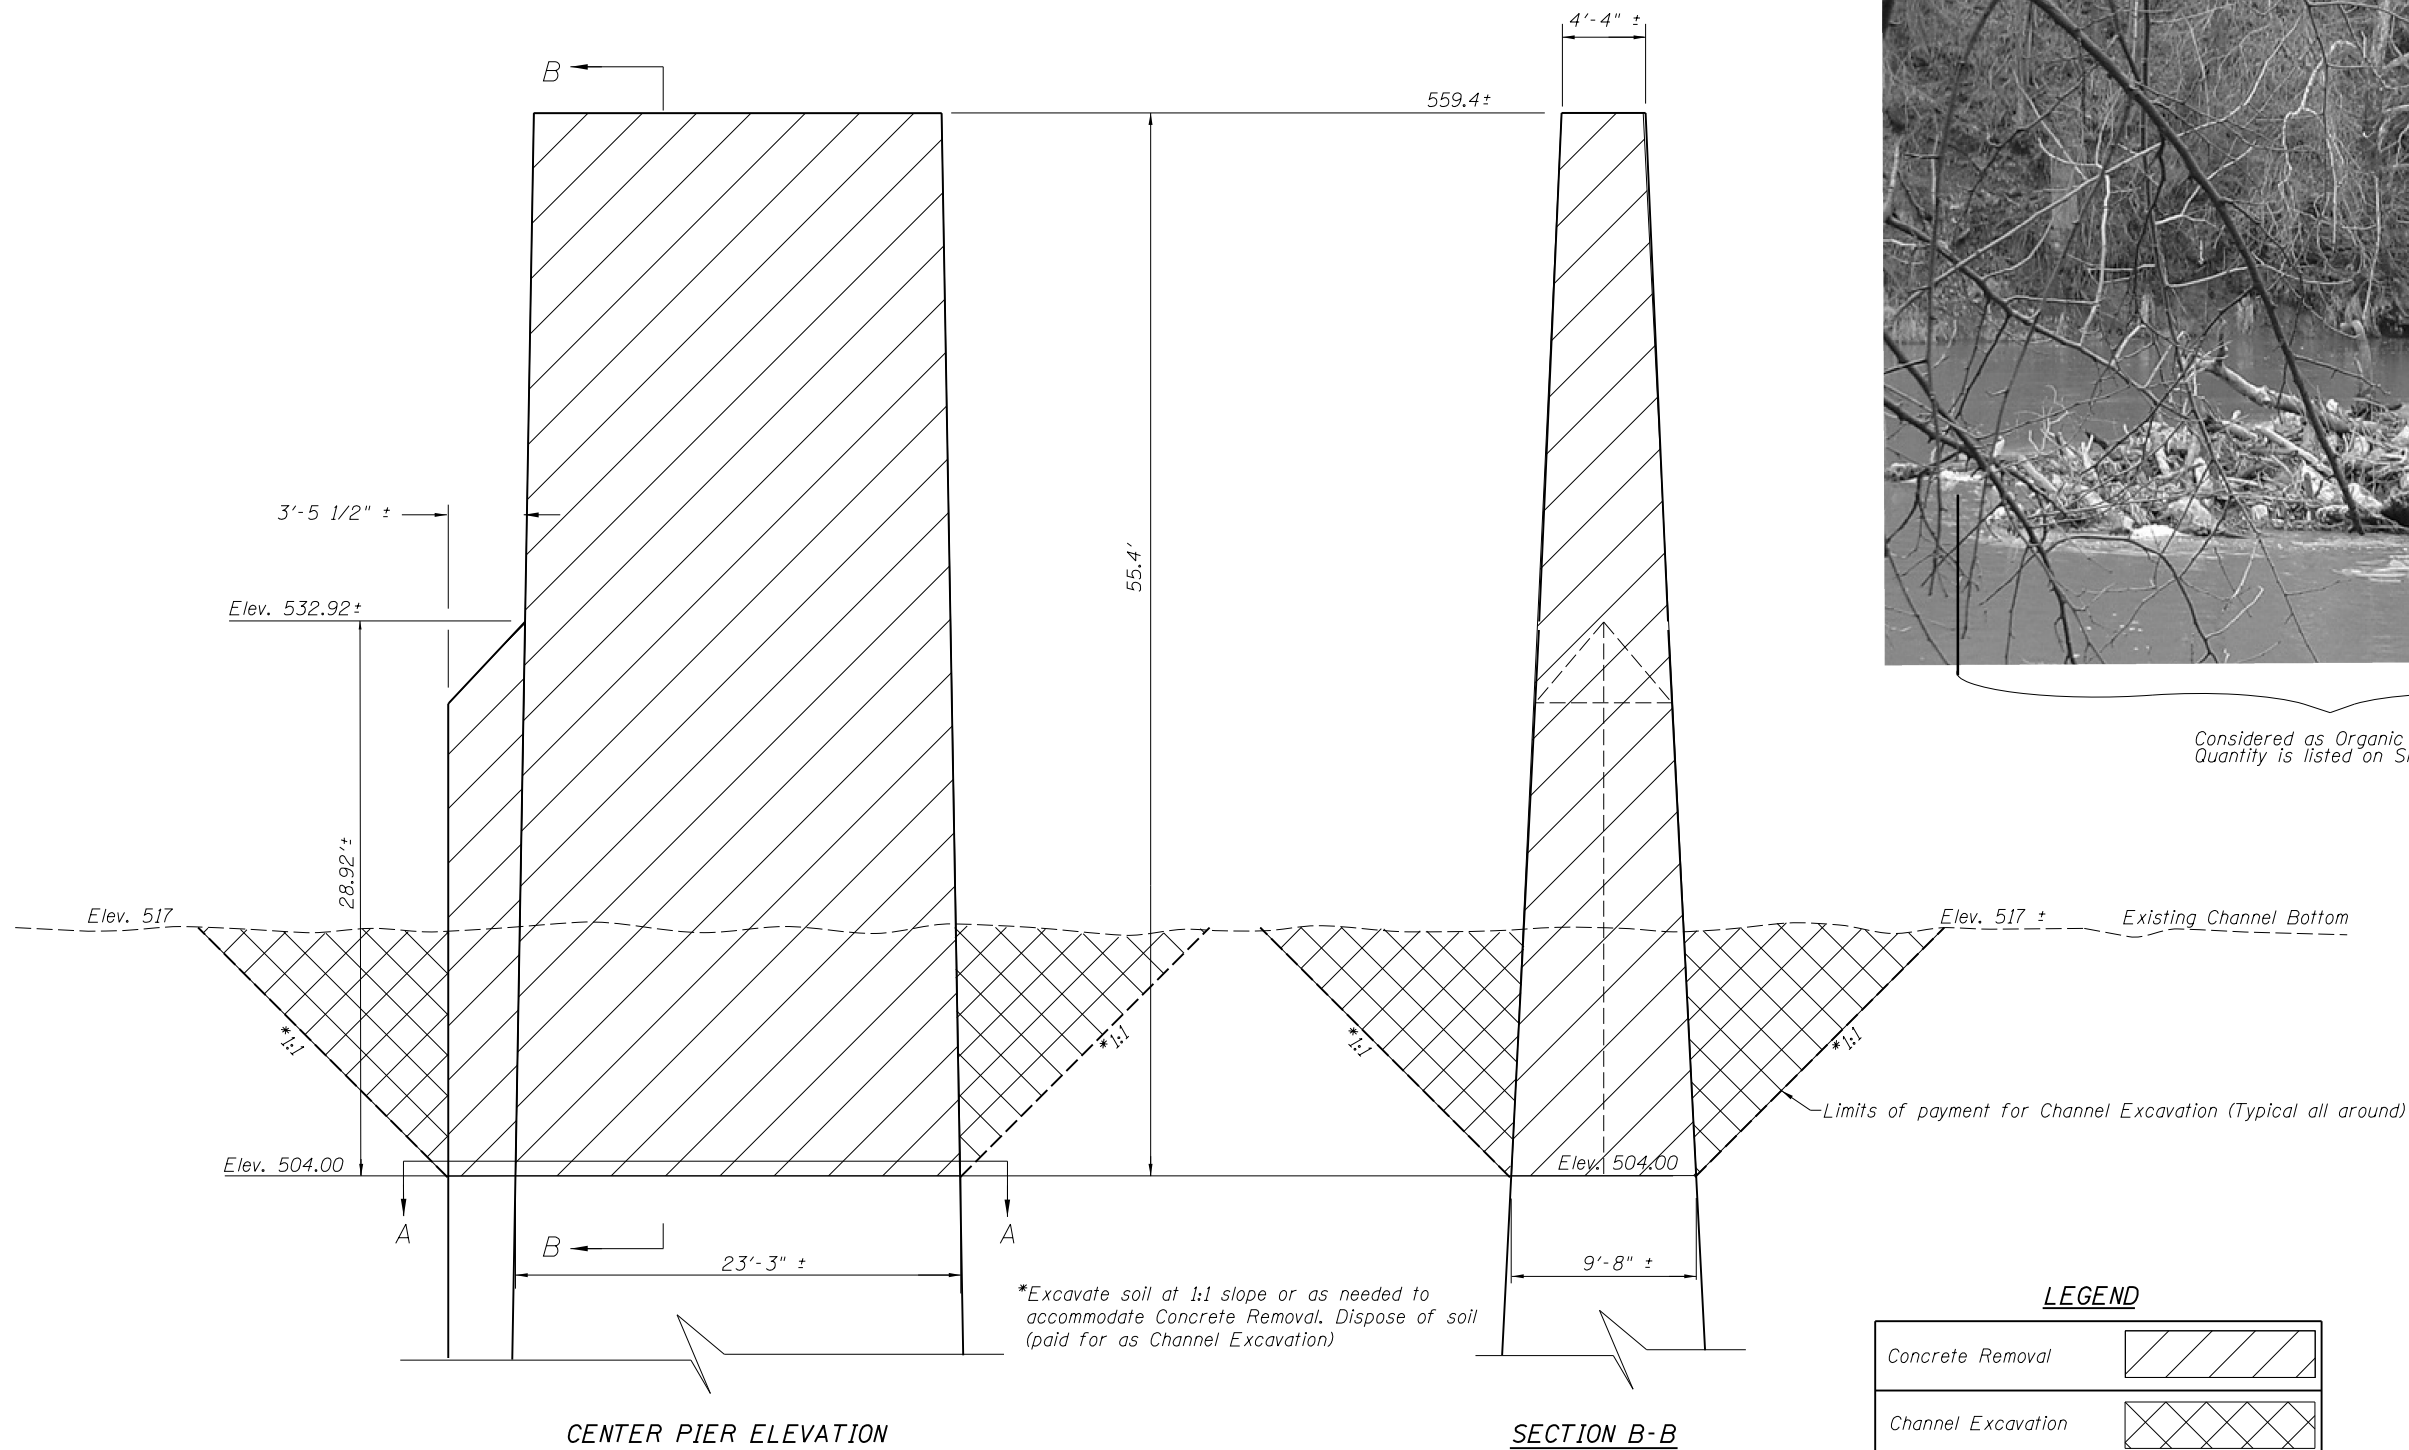 4'-4" ±
B
559.4±
3'-5 1/2" ±
55.4'
Elev. 532.92±
28.92'±
Considered as Organic
Quantity is listed on
Elev. 517
Elev. 517 ±
Existing Channel Bottom
*1:1
*1:1
*1:1
*1:1
Limits of payment for Channel Excavation (Typical all around)
Elev. 504.00
Elev. 504.00
A
A
B
23'-3" ±
9'-8" ±
*Excavate soil at 1:1 slope or as needed to
accommodate Concrete Removal. Dispose of soil
(paid for as Channel Excavation)
LEGEND
Concrete Removal
Channel Excavation
CENTER PIER ELEVATION
SECTION B-B